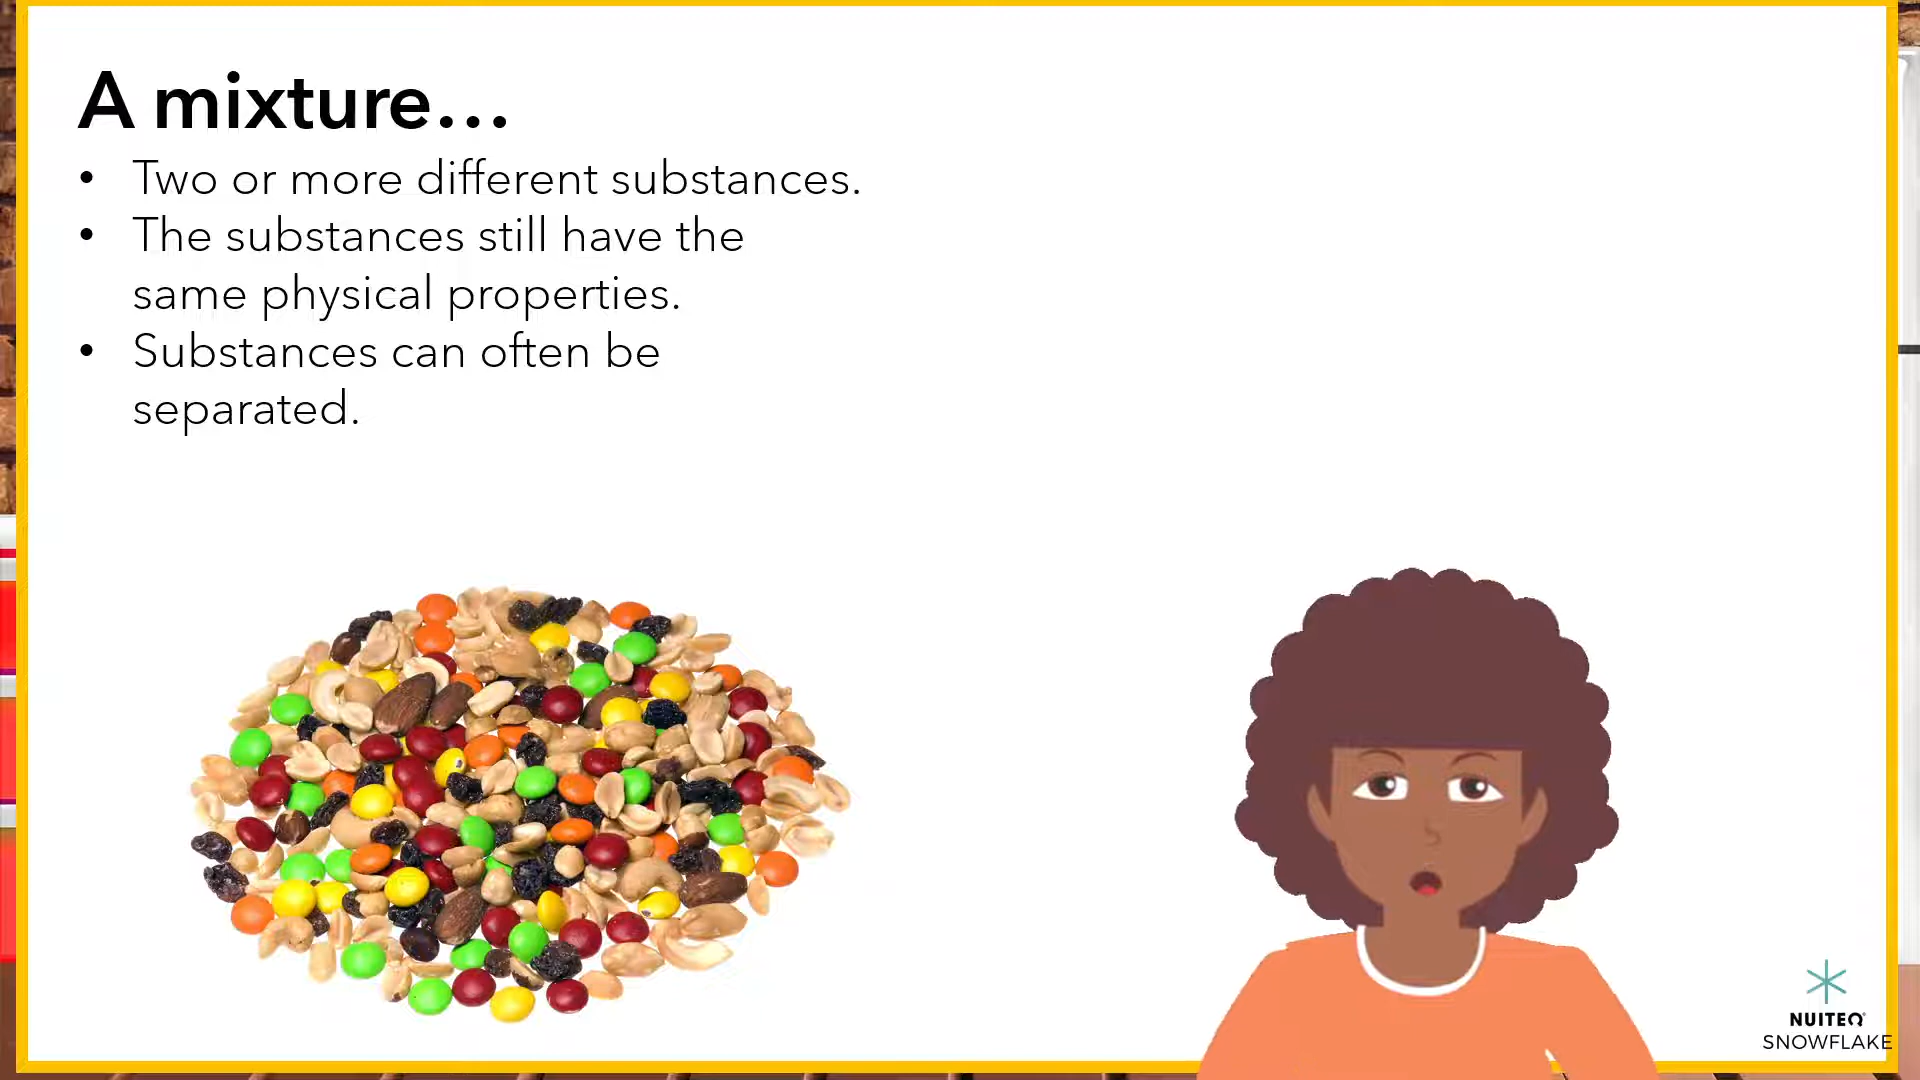 A mixture...
• Two or more different substances.
• The substances still have the
same physical properties.
• Substances can often be
separated.
NUITEQ
SNOWFLAKE